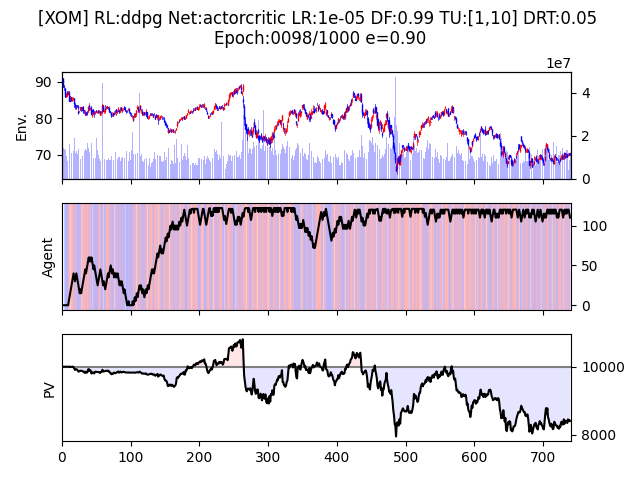 [XOM] RL:ddpg Net:actorcritic LR:1e-05 DF:0.99 TU:[1,10] DRT:0.05
Epoch:0098/1000 e=0.90
1e7
90
80
70
Env.
4
2
0
Agent
100
50
0
PV
10000
8000
0 100 200 300 400 500 600 700